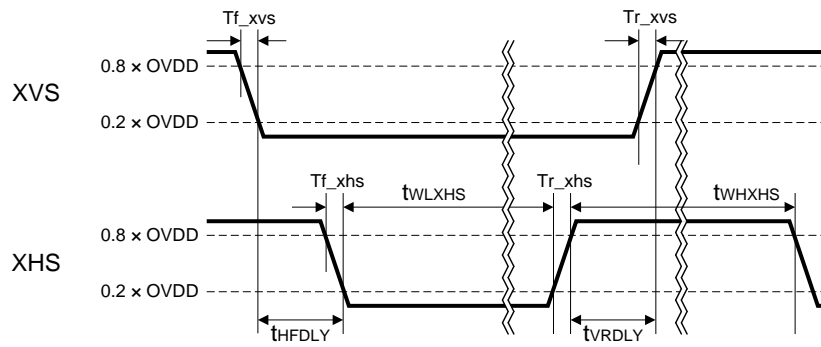 Tf_xvs Tr_xvs
0.8 × OVDD
XVS
0.2 × OVDD
Tf_xhs tWLXHS Tr_xhs tWHXHS
0.8 × OVDD
XHS
0.2 × OVDD
tHFDLY tVRDLY